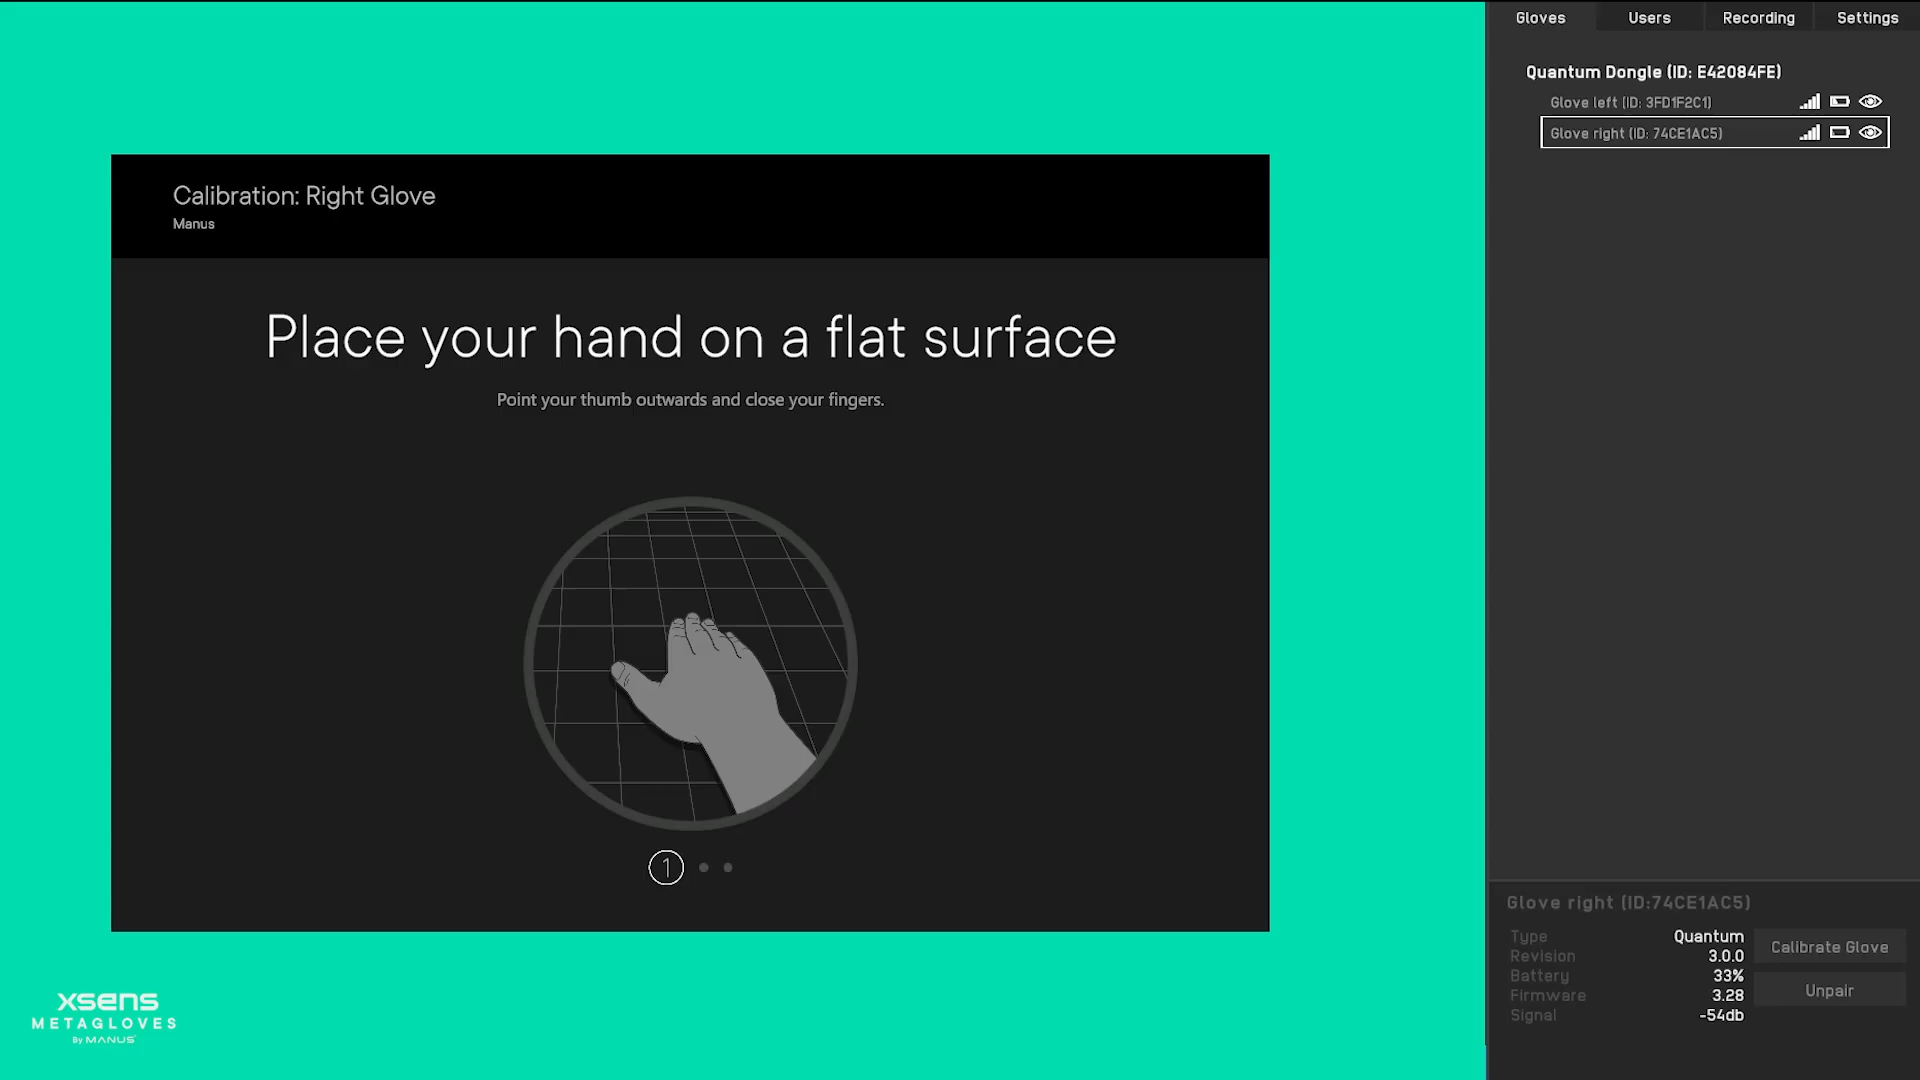 Gloves Users Recording Settings
Quantum Dongle (ID: E42084FE)
Glove left (ID: 3FD1F2C1)
Glove right (ID: 74CE1AC5)
Calibration: Right Glove
Manus
Place your hand on a flat surface
Point your thumb outwards and close your fingers.
1
Glove right (ID:74CE1AC5)
Type Quantum
Revision 3.0.0
Battery 33%
Firmware 3.28
Signal -54db
Calibrate Glove
Unpair
xsens
METAGLOVES
By MANUS